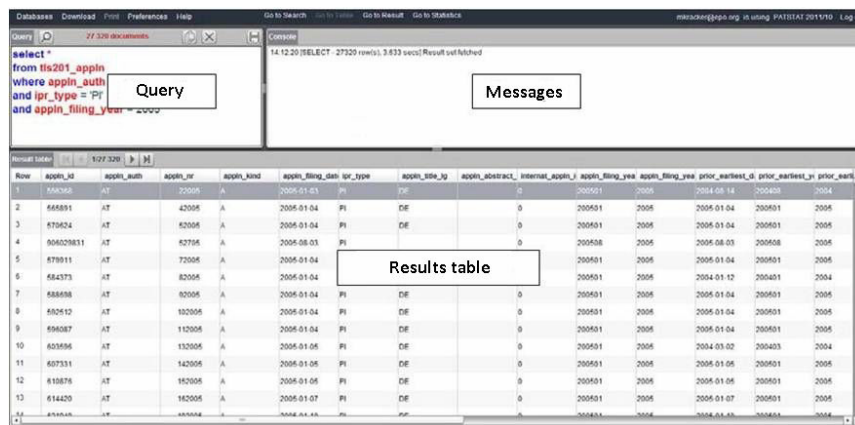 Databases Download Print Preferences Help Go to Search Go to Table Go to Result Go to Statistics mkracker@epo.org is using PATSTAT 2011/10 Log
Query 27 320 documents Console
select *
from tls201_appln
where appln_auth
and ipr_type = 'PI'
and appln_filing_year = 2005
Query
14:12:20 [SELECT - 27320 row(s), 3.633 secs] Result set fetched
Messages
Result table 1/27 320
Row appln_id appln_auth appln_nr appln_kind appln_filing_dat ipr_type appln_title_lg appln_abstract_ internat_appln_i appln_filing_yea appln_filing_yea prior_earliest_d prior_earliest_y prior_earli
1 AT 22005 A 2005-01-03 PI DE 0 200501 2005 2004-08-14 200408 2004
2 565891 AT 42005 A 2005-01-04 PI DE 0 200501 2005 2005-01-04 200501 2005
3 570624 AT 52005 A 2005-01-04 PI DE 0 200501 2005 2005-01-04 200501 2005
4 906029831 AT 52705 A 2005-08-03 PI 0 200508 2005 2005-08-03 200508 2005
5 579911 AT 72005 A 2005-01-04 200501 2005 2005-01-04 200501 2005
Results table
6 584373 AT 82005 A 2005-01-04 200501 2005 2004-01-12 200401 2004
7 588698 AT 92005 A 2005-01-04 PI DE 0 200501 2005 2005-01-04 200501 2005
8 592512 AT 102005 A 2005-01-04 PI DE 0 200501 2005 2005-01-04 200501 2005
9 596087 AT 112005 A 2005-01-04 PI DE 0 200501 2005 2005-01-04 200501 2005
10 603596 AT 132005 A 2005-01-05 PI DE 0 200501 2005 2004-03-02 200403 2004
11 607331 AT 142005 A 2005-01-05 PI DE 0 200501 2005 2005-01-05 200501 2005
12 610876 AT 152005 A 2005-01-05 PI DE 0 200501 2005 2005-01-05 200501 2005
13 614420 AT 162005 A 2005-01-07 PI DE 0 200501 2005 2005-01-07 200501 2005